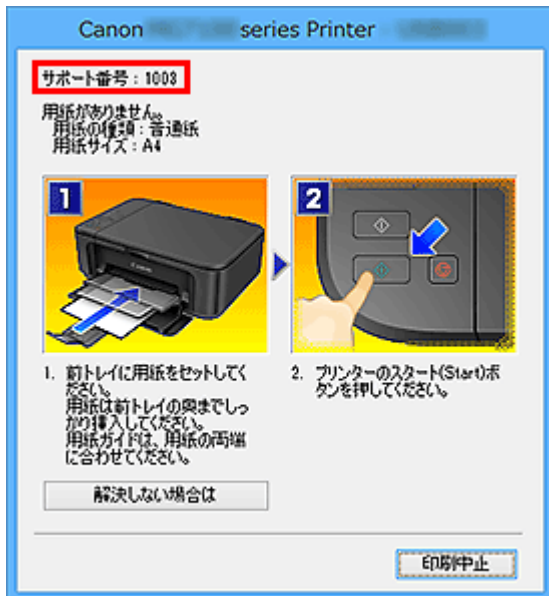 Canon series Printer
サポート番号：1003
用紙がありません。
用紙の種類：普通紙
用紙サイズ：A4
1
2
1. 前トレイに用紙をセットしてく
ださい。
用紙は前トレイの奥までしっ
かり挿入してください。
用紙ガイドは、用紙の両端
に合わせてください。
2. プリンターのスタート(Start)ボ
タンを押してください。
解決しない場合は
印刷中止